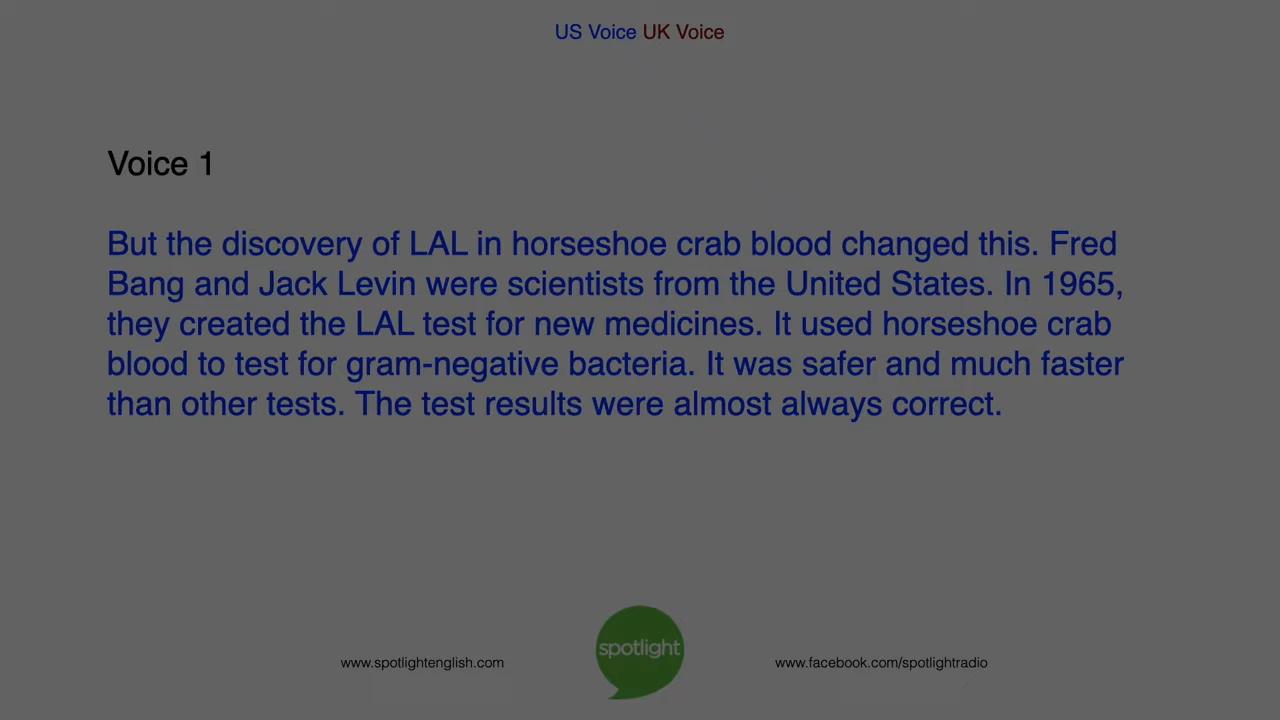 US Voice UK Voice
Voice 1
But the discovery of LAL in horseshoe crab blood changed this. Fred
Bang and Jack Levin were scientists from the United States. In 1965,
they created the LAL test for new medicines. It used horseshoe crab
blood to test for gram-negative bacteria. It was safer and much faster
than other tests. The test results were almost always correct.
spotlight
www.spotlightenglish.com
www.facebook.com/spotlightradio